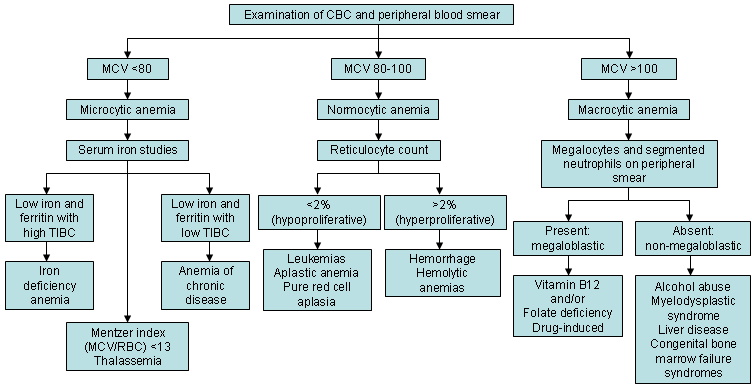 Examination of CBC and peripheral blood smear
MCV <80
MCV 80-100
MCV >100
Microcytic anemia
Normocytic anemia
Macrocytic anemia
Serum iron studies
Reticulocyte count
Megalocytes and segmented
neutrophils on peripheral
smear
Low iron and
ferritin with
high TIBC
Low iron and
ferritin with
low TIBC
<2%
(hypoproliferative)
>2%
(hyperproliferative)
Present:
megaloblastic
Absent:
non-megaloblastic
Iron
deficiency
anemia
Anemia of
chronic
disease
Leukemias
Aplastic anemia
Pure red cell
aplasia
Hemorrhage
Hemolytic
anemias
Vitamin B12
and/or
Folate deficiency
Drug-induced
Alcohol abuse
Myelodysplastic
syndrome
Liver disease
Congenital bone
marrow failure
syndromes
Mentzer index
(MCV/RBC) <13
Thalassemia